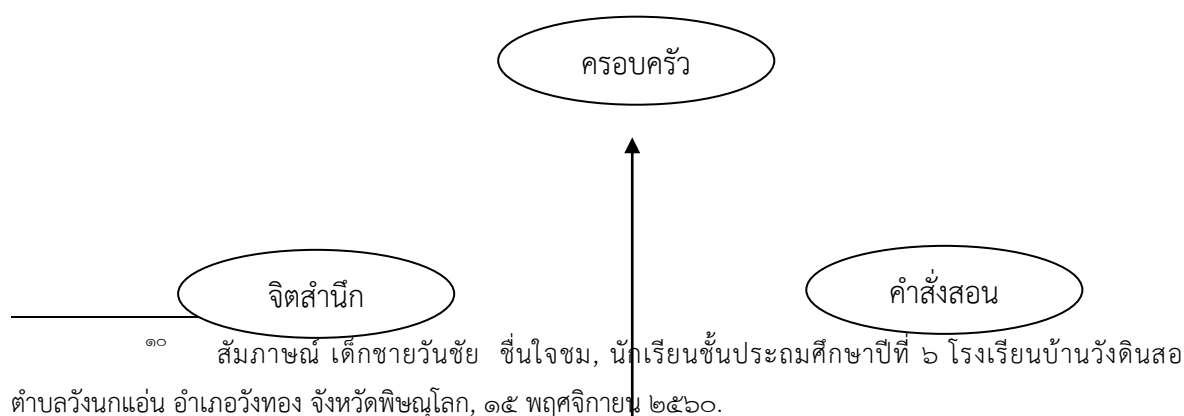 ครอบครัว
จิตสำนึก
คำสั่งสอน
๑๐ สัมภาษณ์ เด็กชายวันชัย ชื่นใจชม, นักเรียนชั้นประถมศึกษาปีที่ ๖ โรงเรียนบ้านวังดินสอ
ตำบลวังนกแอ่น อำเภอวังทอง จังหวัดพิษณุโลก, ๑๕ พฤศจิกายน ๒๕๖๐.